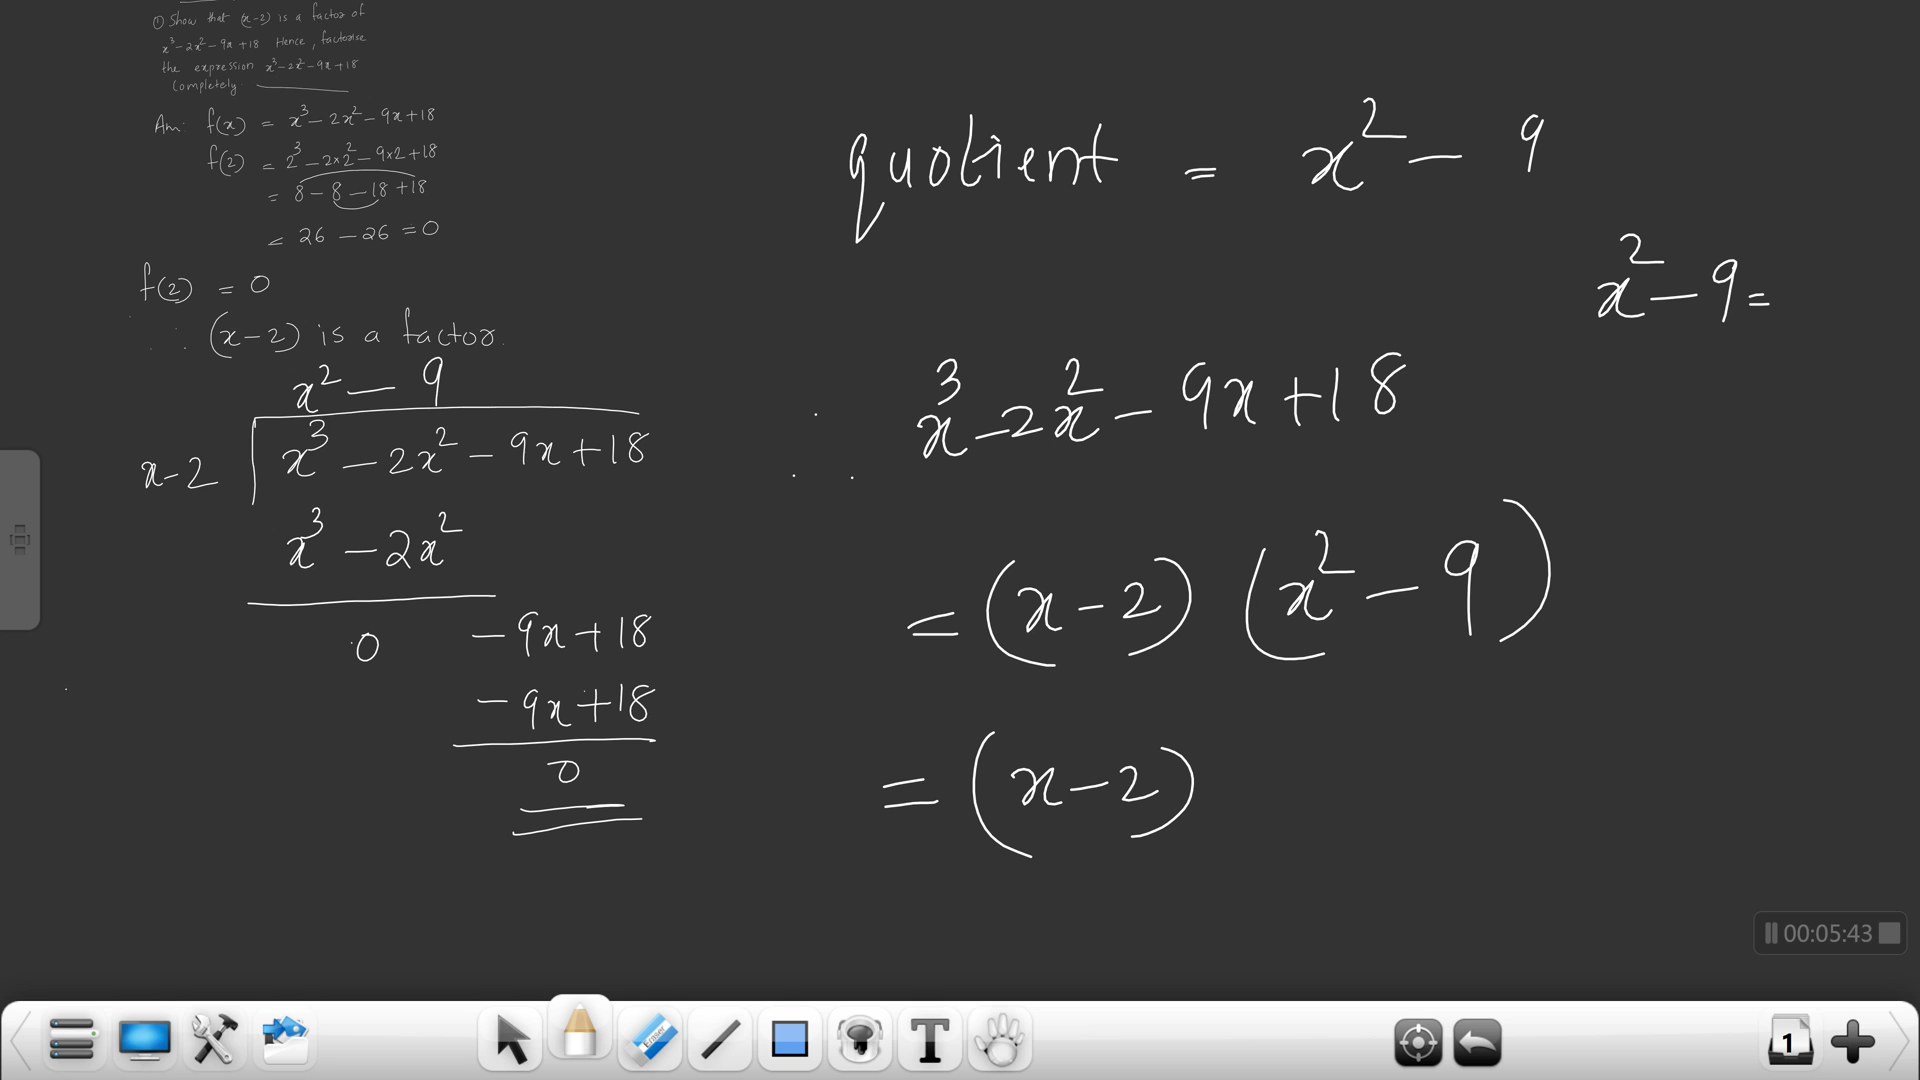 ① Show that (x-2) is a factor of
x³-2x²-9x+18 Hence, factorise
the expression x³-2x²-9x+18
Completely.
Ans: f(x) = x³-2x²-9x+18
f(2) = 2³-2×2²-9×2+18
= 8-8-18+18
= 26-26=0
f(2) = 0
∴ (x-2) is a factor.
x²-9
x-2 x³-2x²-9x+18
x³-2x²
0 -9x+18
-9x+18
0
quotient = x²-9
x²-9=
∴ x³-2x²-9x+18
= (x-2) (x²-9)
= (x-2)
00:05:43
Eraser
T
1